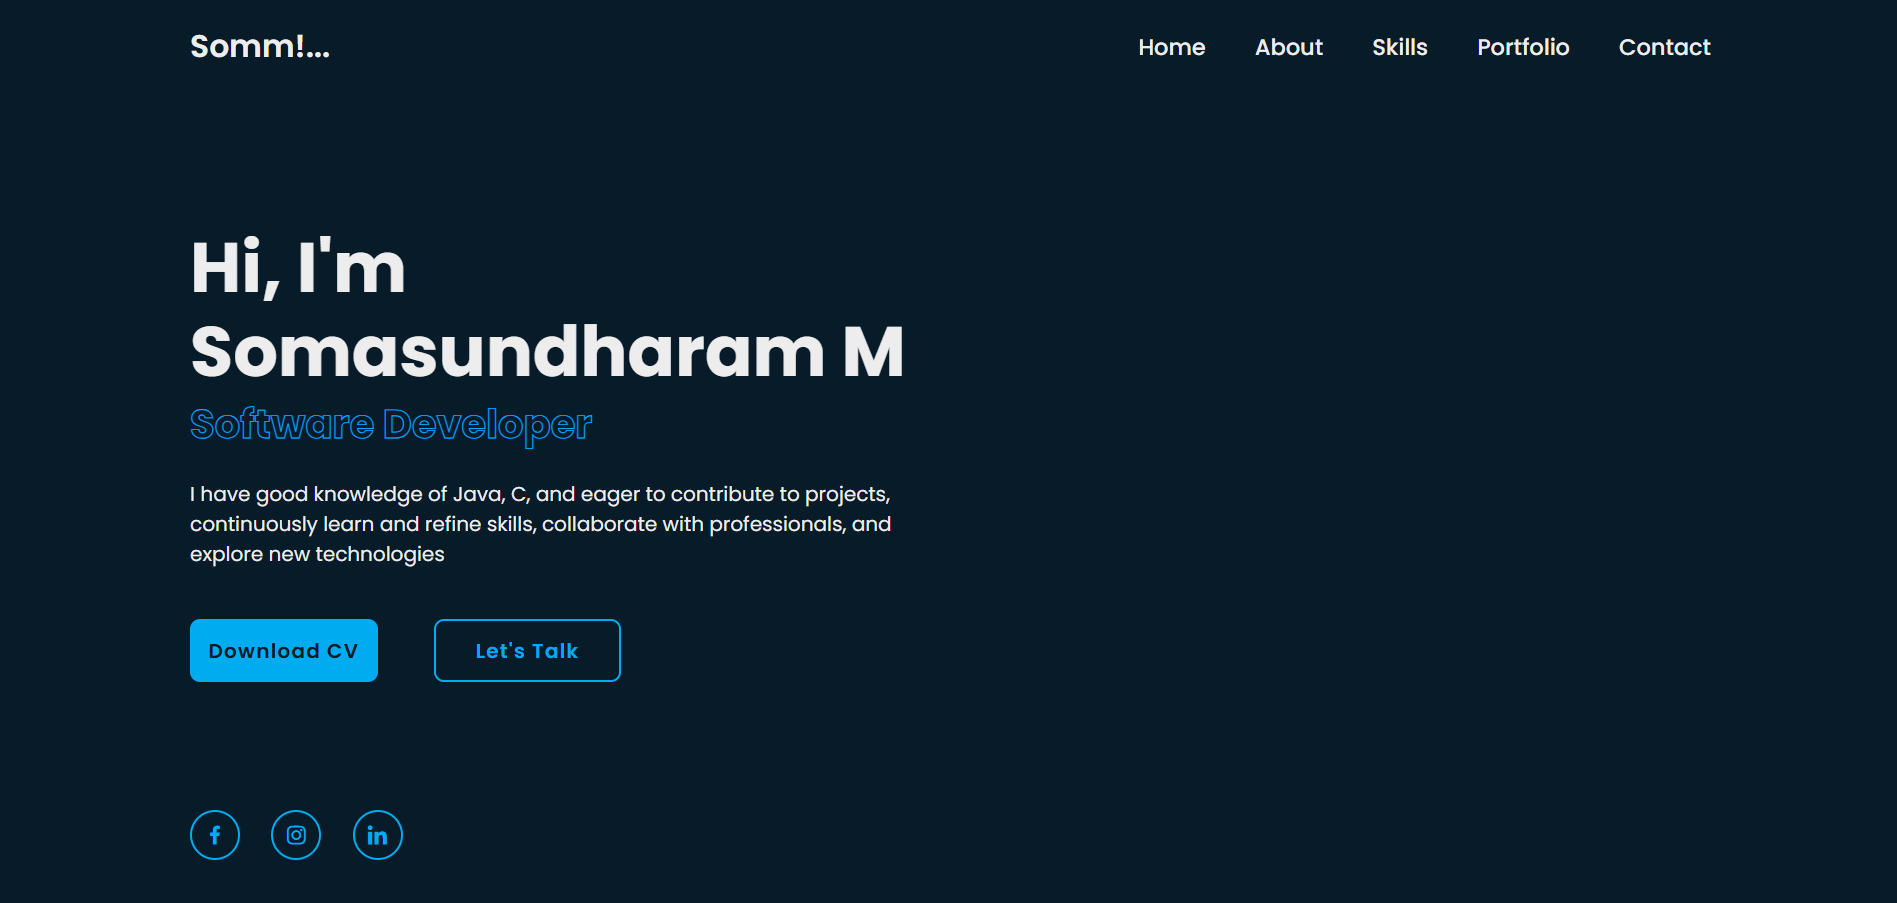 Somm!...
Home
About
Skills
Portfolio
Contact
Hi, I'm
Somasundharam M
Software Developer
I have good knowledge of Java, C, and eager to contribute to projects,
continuously learn and refine skills, collaborate with professionals, and
explore new technologies
Download CV
Let's Talk